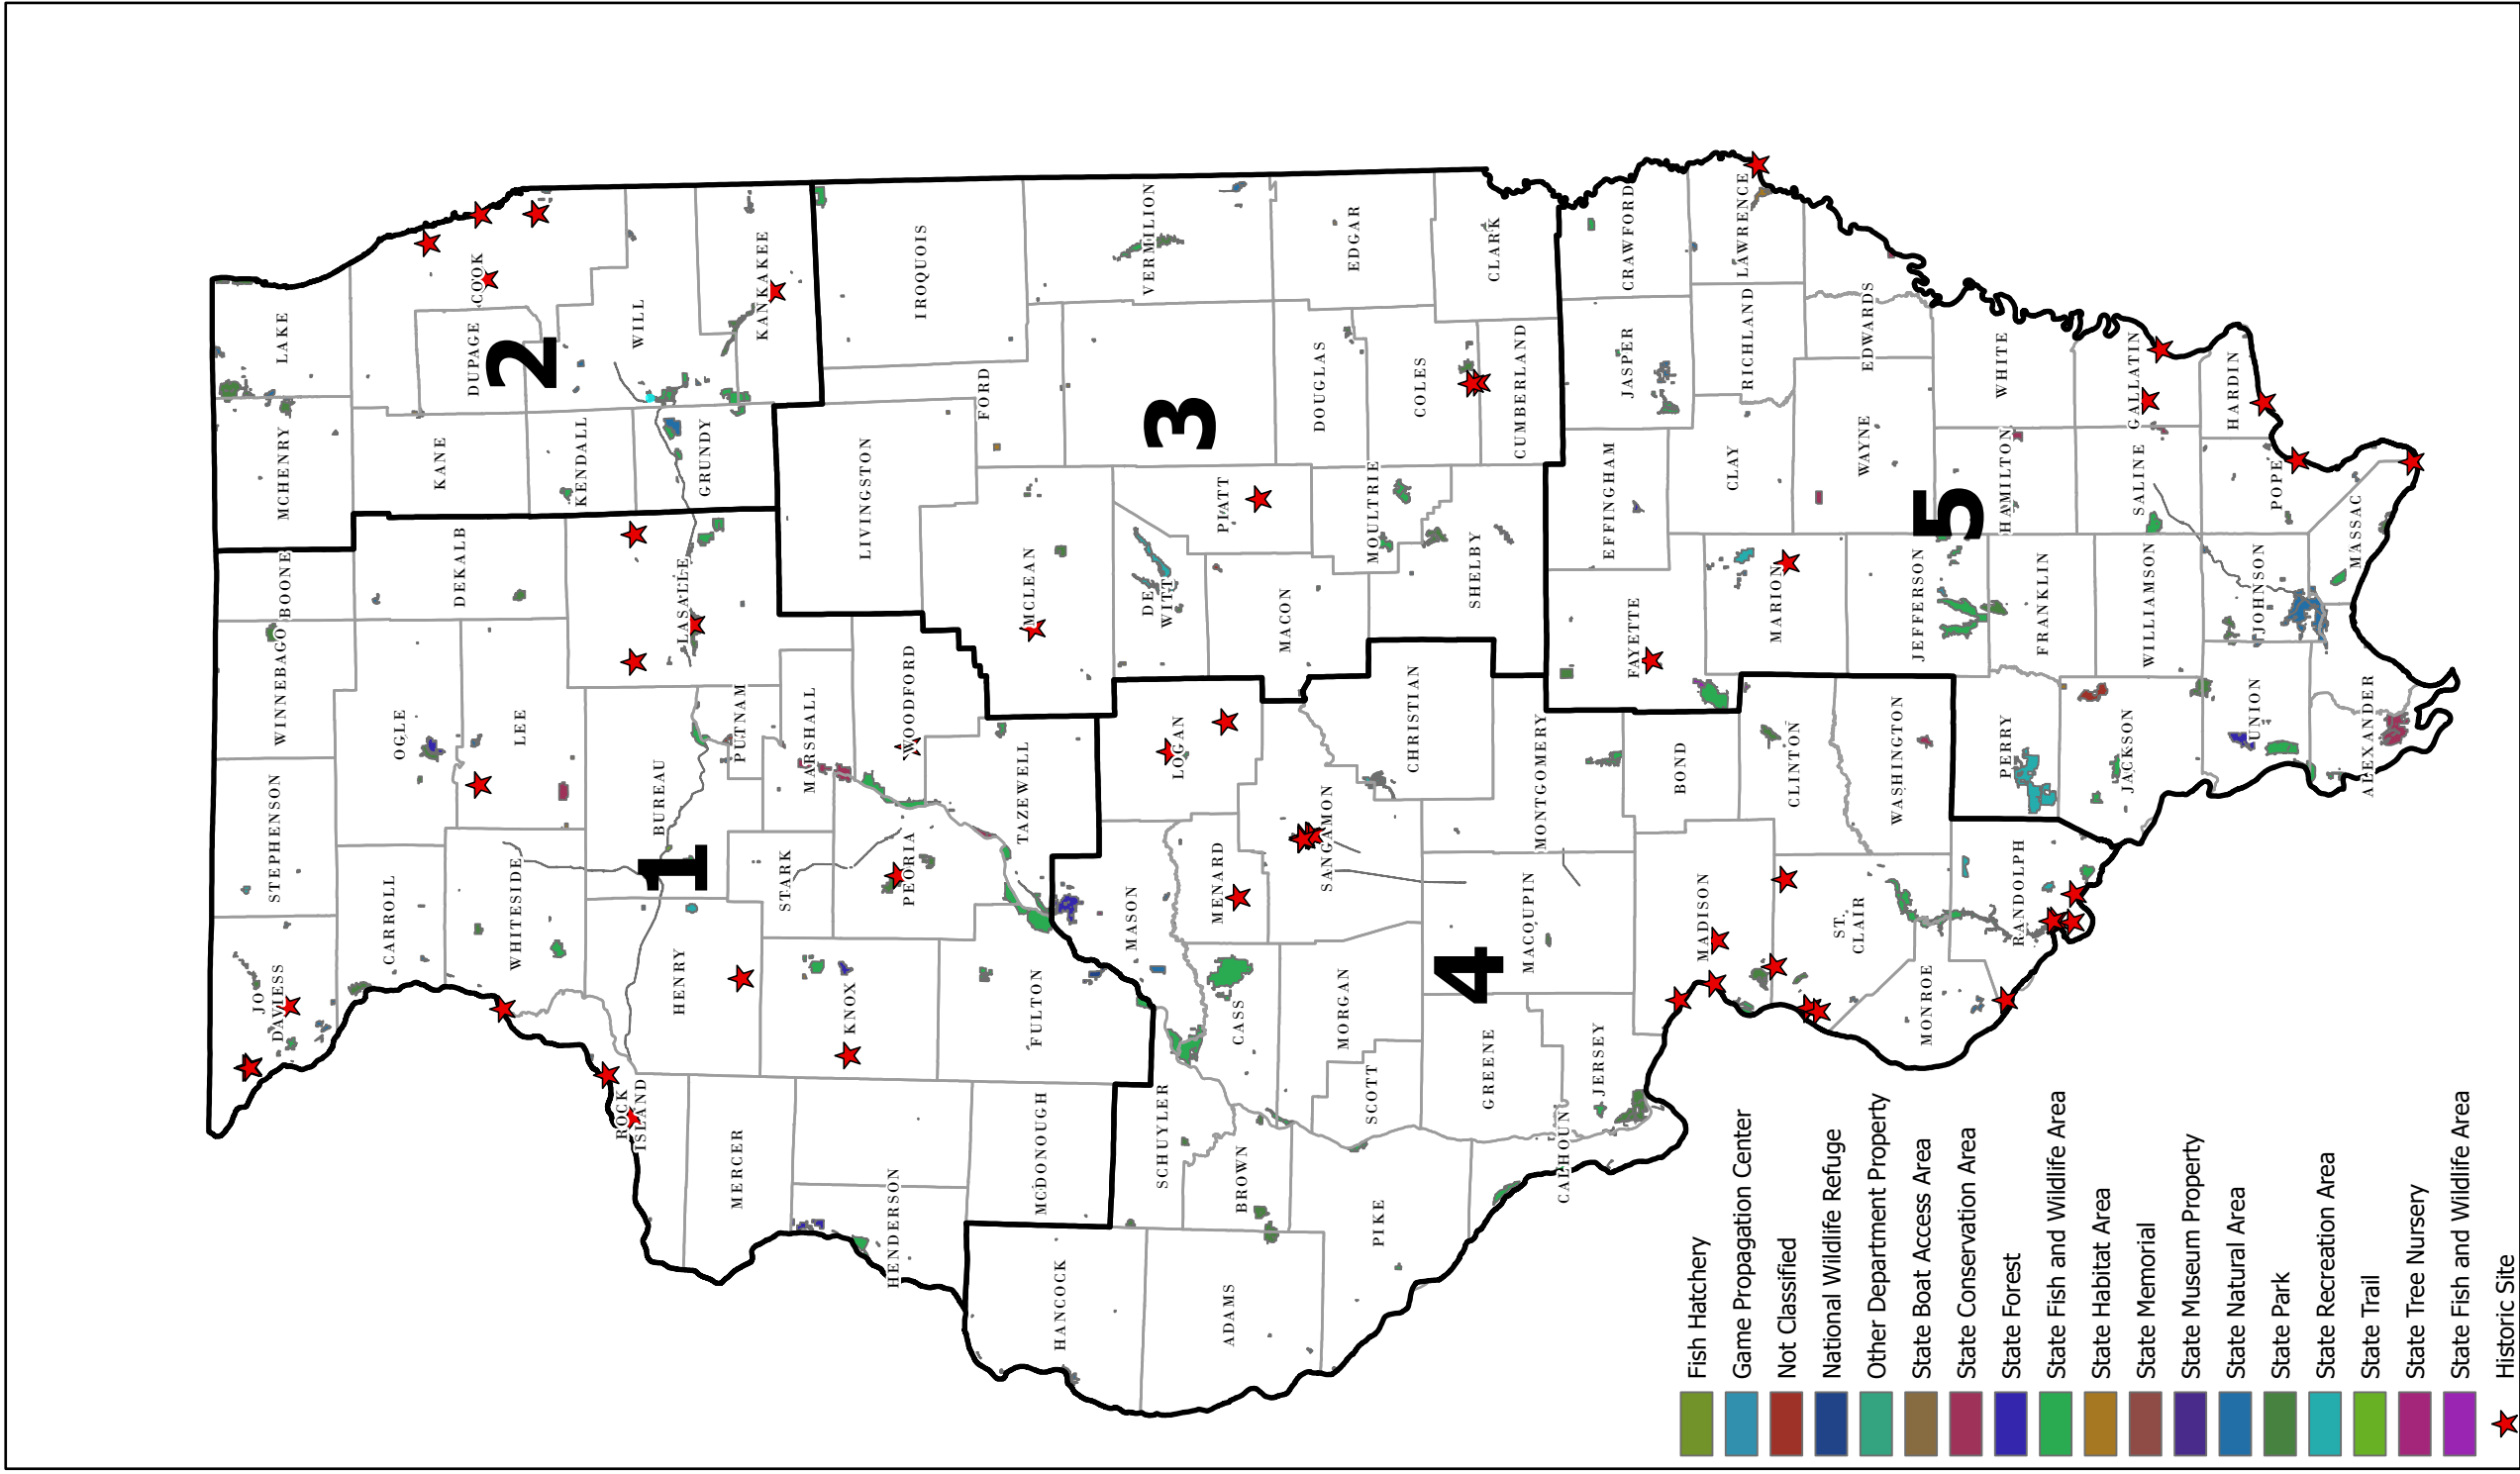 JO
DAVIESS
STEPHENSON
WINNEBAGO
BOONE
MCHENRY
LAKE
CARROLL
OGLE
DEKALB
KANE
COOK
DUPAGE
2
WHITESIDE
LEE
KENDALL
WILL
ROCK
ISLAND
HENRY
BUREAU
1
LASALLE
GRUNDY
KANKAKEE
MERCER
STARK
PUTNAM
MARSHALL
LIVINGSTON
IROQUOIS
HENDERSON
KNOX
PEORIA
WOODFORD
FORD
MCDONOUGH
FULTON
TAZEWELL
MCLEAN
HANCOCK
SCHUYLER
MASON
LOGAN
DE
WITT
PIATT
3
VERMILION
ADAMS
BROWN
CASS
MENARD
SANGAMON
MACON
DOUGLAS
EDGAR
PIKE
SCOTT
MORGAN
CHRISTIAN
MOULTRIE
COLES
SHELBY
CUMBERLAND
CLARK
GREENE
4
MACOUPIN
MONTGOMERY
CALHOUN
JERSEY
FAYETTE
EFFINGHAM
JASPER
CRAWFORD
MADISON
BOND
MARION
CLAY
RICHLAND
LAWRENCE
ST.
CLAIR
CLINTON
WASHINGTON
JEFFERSON
WAYNE
EDWARDS
5
MONROE
RANDOLPH
PERRY
FRANKLIN
HAMILTON
WHITE
JACKSON
WILLIAMSON
SALINE
GALLATIN
UNION
JOHNSON
POPE
HARDIN
ALEXANDER
MASSAC
Fish Hatchery
Game Propagation Center
Not Classified
National Wildlife Refuge
Other Department Property
State Boat Access Area
State Conservation Area
State Forest
State Fish and Wildlife Area
State Habitat Area
State Memorial
State Museum Property
State Natural Area
State Park
State Recreation Area
State Trail
State Tree Nursery
State Fish and Wildlife Area
Historic Site